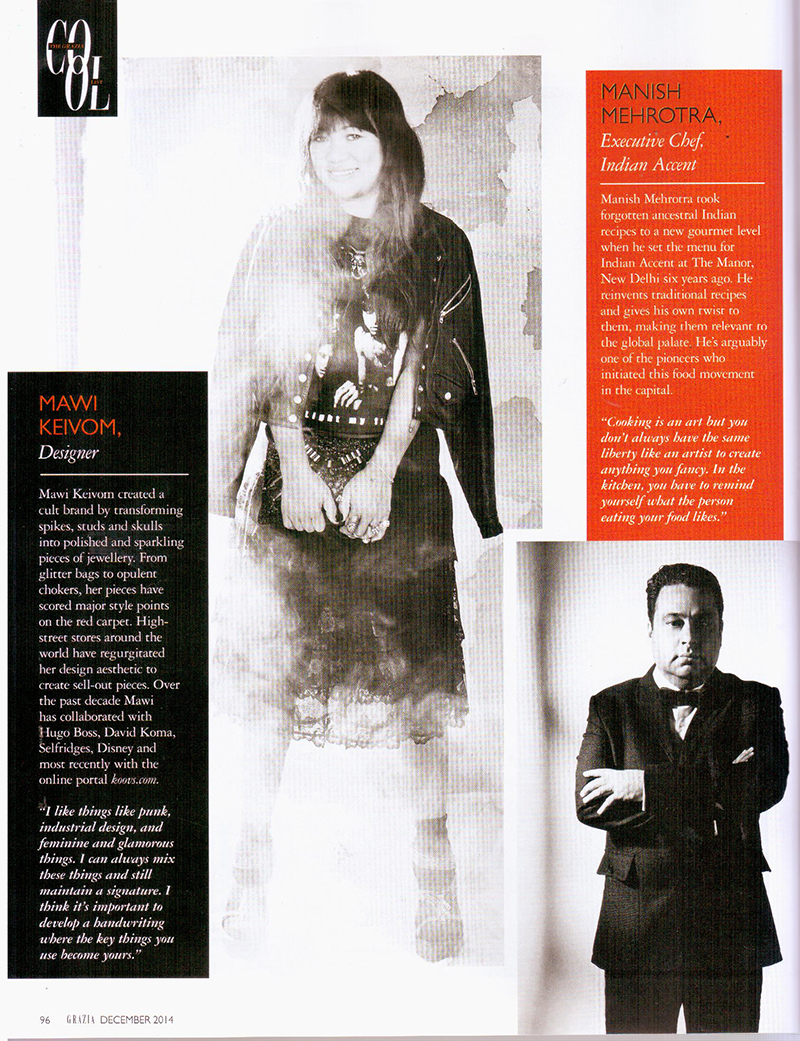 COOL
THE GRAZIA
LIST
MAWI
KEIVOM,
Designer
Mawi Keivom created a
cult brand by transforming
spikes, studs and skulls
into polished and sparkling
pieces of jewellery. From
glitter bags to opulent
chokers, her pieces have
scored major style points
on the red carpet. High-
street stores around the
world have regurgitated
her design aesthetic to
create sell-out pieces. Over
the past decade Mawi
has collaborated with
Hugo Boss, David Koma,
Selfridges, Disney and
most recently with the
online portal koovs.com.
“I like things like punk,
industrial design, and
feminine and glamorous
things. I can always mix
these things and still
maintain a signature. I
think it’s important to
develop a handwriting
where the key things you
use become yours.”
LIGHT MY
MANISH
MEHROTRA,
Executive Chef,
Indian Accent
Manish Mehrotra took
forgotten ancestral Indian
recipes to a new gourmet level
when he set the menu for
Indian Accent at The Manor,
New Delhi six years ago. He
reinvents traditional recipes
and gives his own twist to
them, making them relevant to
the global palate. He’s arguably
one of the pioneers who
initiated this food movement
in the capital.
“Cooking is an art but you
don’t always have the same
liberty like an artist to create
anything you fancy. In the
kitchen, you have to remind
yourself what the person
eating your food likes.”
96 GRAZIA DECEMBER 2014